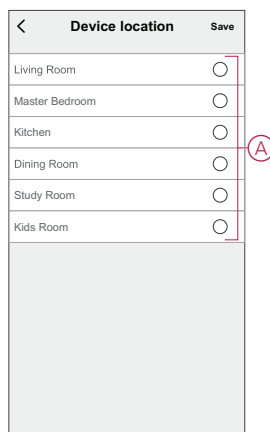 Device location
Save
Living Room
Master Bedroom
Kitchen
A
Dining Room
Study Room
Kids Room